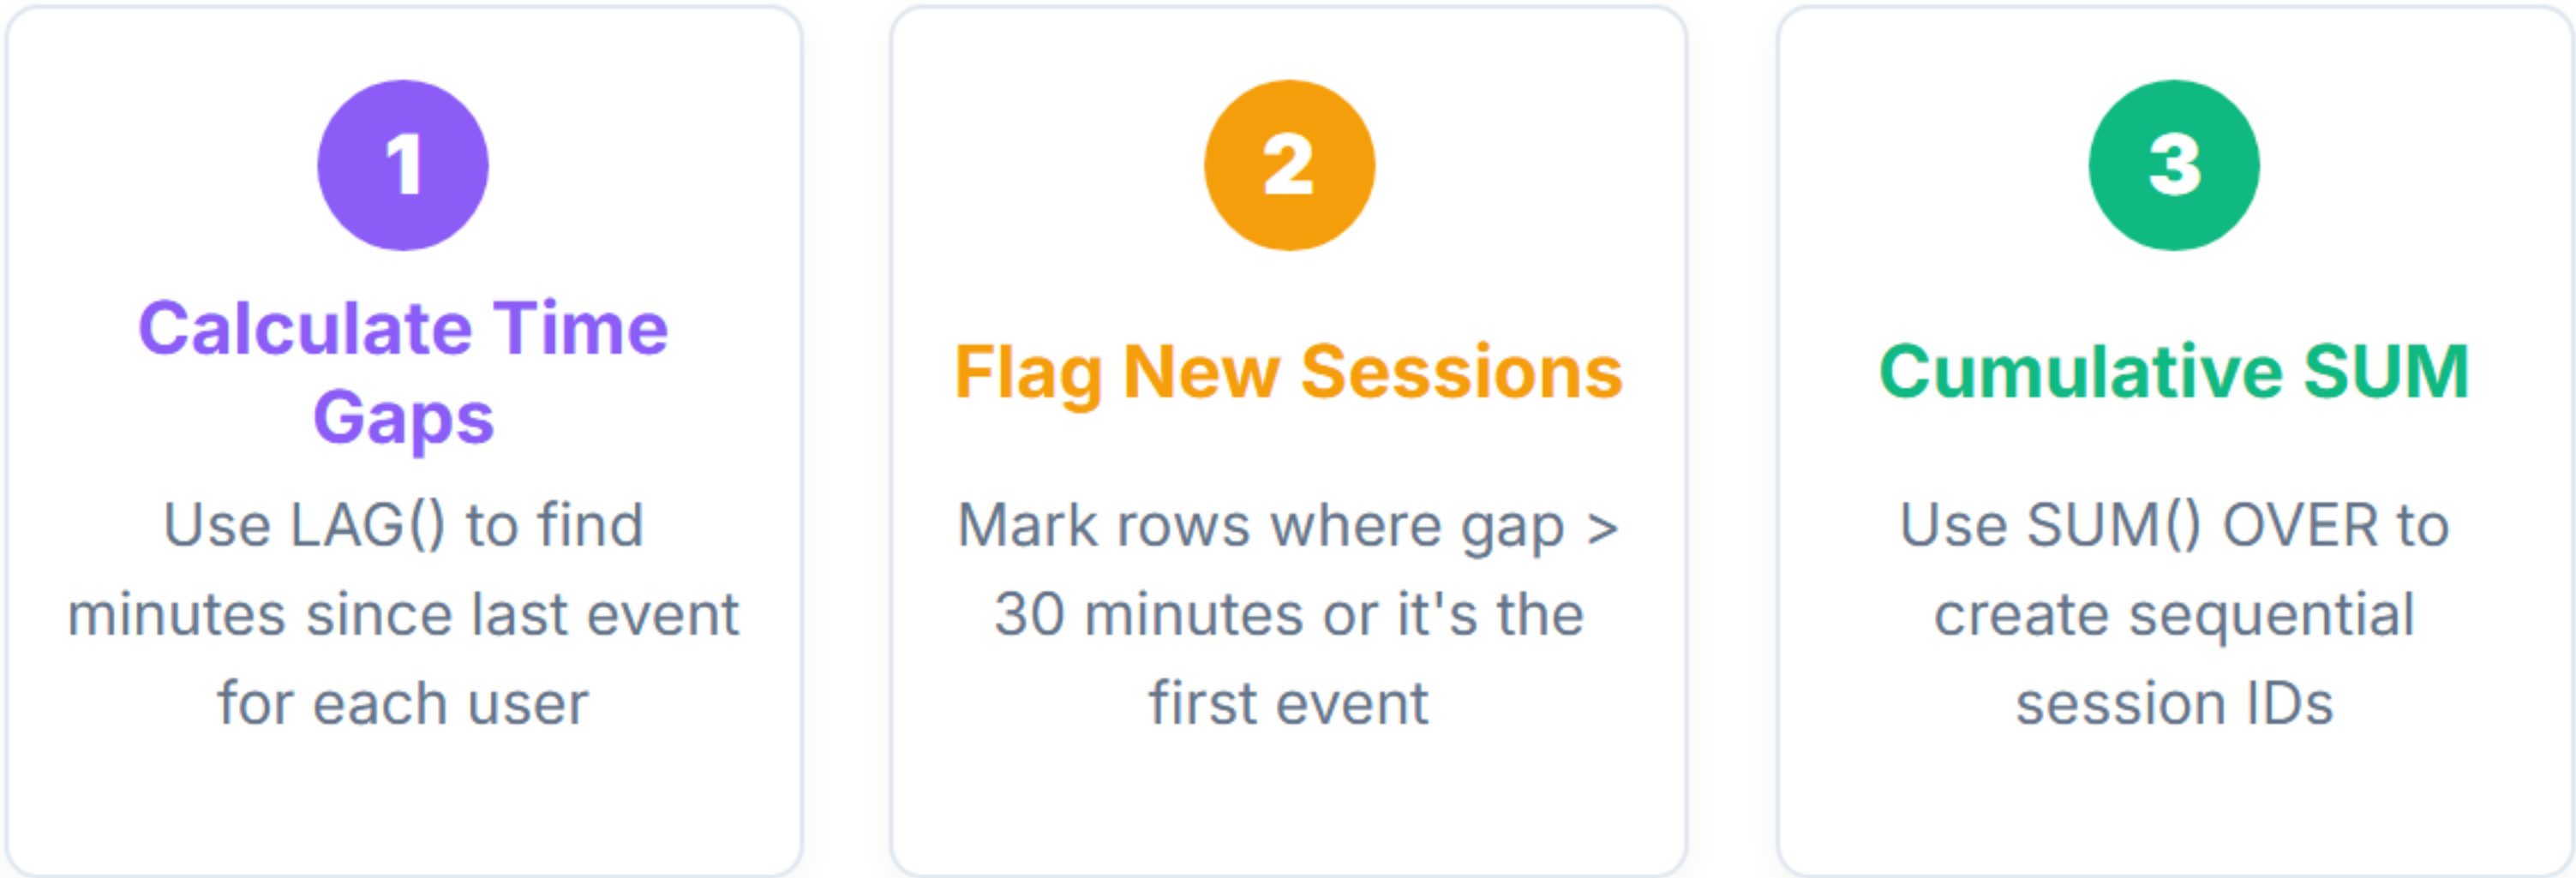 1
Calculate Time
Gaps
Use LAG() to find
minutes since last event
for each user
2
Flag New Sessions
Mark rows where gap >
30 minutes or it's the
first event
3
Cumulative SUM
Use SUM() OVER to
create sequential
session IDs